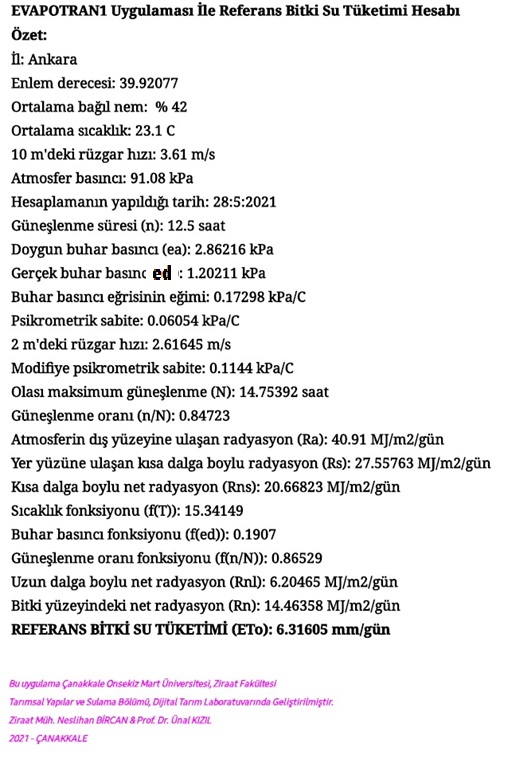 EVAPOTRAN1 Uygulaması İle Referans Bitki Su Tüketimi Hesabı
Özet:
İl: Ankara
Enlem derecesi: 39.92077
Ortalama bağıl nem: % 42
Ortalama sıcaklık: 23.1 C
10 m'deki rüzgar hızı: 3.61 m/s
Atmosfer basıncı: 91.08 kPa
Hesaplamanın yapıldığı tarih: 28:5:2021
Güneşlenme süresi (n): 12.5 saat
Doygun buhar basıncı (ea): 2.86216 kPa
Gerçek buhar basınc ed : 1.20211 kPa
Buhar basıncı eğrisinin eğimi: 0.17298 kPa/C
Psikrometrik sabite: 0.06054 kPa/C
2 m'deki rüzgar hızı: 2.61645 m/s
Modifiye psikrometrik sabite: 0.1144 kPa/C
Olası maksimum güneşlenme (N): 14.75392 saat
Güneşlenme oranı (n/N): 0.84723
Atmosferin dış yüzeyine ulaşan radyasyon (Ra): 40.91 MJ/m2/gün
Yer yüzüne ulaşan kısa dalga boylu radyasyon (Rs): 27.55763 MJ/m2/gün
Kısa dalga boylu net radyasyon (Rns): 20.66823 MJ/m2/gün
Sıcaklık fonksiyonu (f(T)): 15.34149
Buhar basıncı fonksiyonu (f(ed)): 0.1907
Güneşlenme oranı fonksiyonu (f(n/N)): 0.86529
Uzun dalga boylu net radyasyon (Rnl): 6.20465 MJ/m2/gün
Bitki yüzeyindeki net radyasyon (Rn): 14.46358 MJ/m2/gün
REFERANS BİTKİ SU TÜKETİMİ (ETo): 6.31605 mm/gün
Bu uygulama Çanakkale Onsekiz Mart Üniversitesi, Ziraat Fakültesi
Tarımsal Yapılar ve Sulama Bölümü, Dijital Tarım Laboratuvarında Geliştirilmiştir.
Ziraat Müh. Neslihan BİRCAN & Prof. Dr. Ünal KIZIL
2021 - ÇANAKKALE